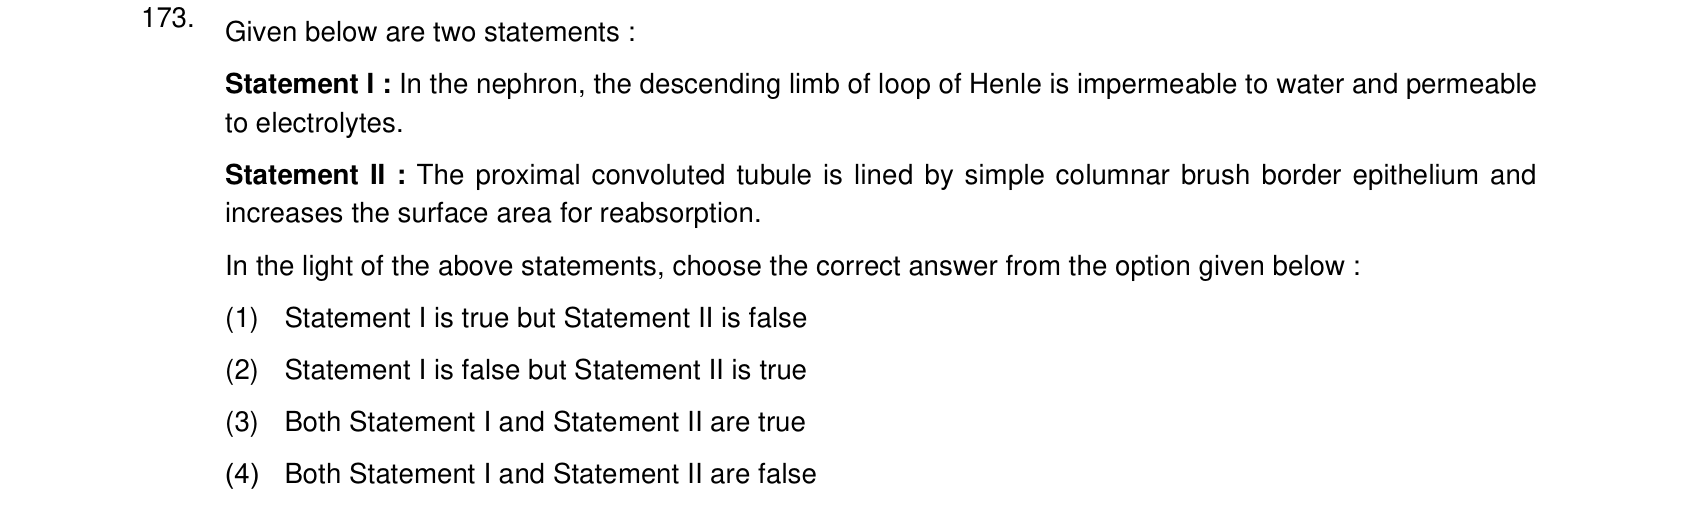 173.
Given below are two statements :
Statement I : In the nephron, the descending limb of loop of Henle is impermeable to water and permeable
to electrolytes.
Statement II : The proximal convoluted tubule is lined by simple columnar brush border epithelium and
increases the surface area for reabsorption.
In the light of the above statements, choose the correct answer from the option given below :
(1) Statement I is true but Statement II is false
(2) Statement I is false but Statement II is true
(3) Both Statement I and Statement II are true
(4) Both Statement I and Statement II are false